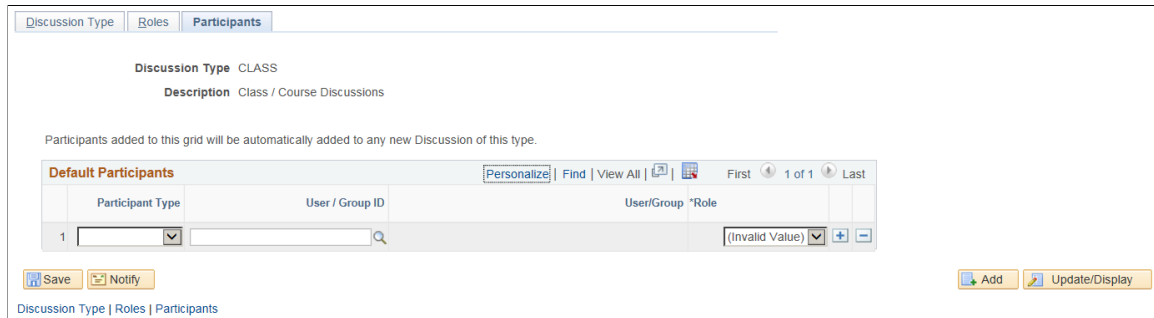 Discussion Type Roles Participants
Discussion Type CLASS
Description Class / Course Discussions
Participants added to this grid will be automatically added to any new Discussion of this type.
Default Participants Personalize | Find | View All | | First 1 of 1 Last
Participant Type User / Group ID User/Group *Role
1 (Invalid Value)
Save Notify Add Update/Display
Discussion Type | Roles | Participants